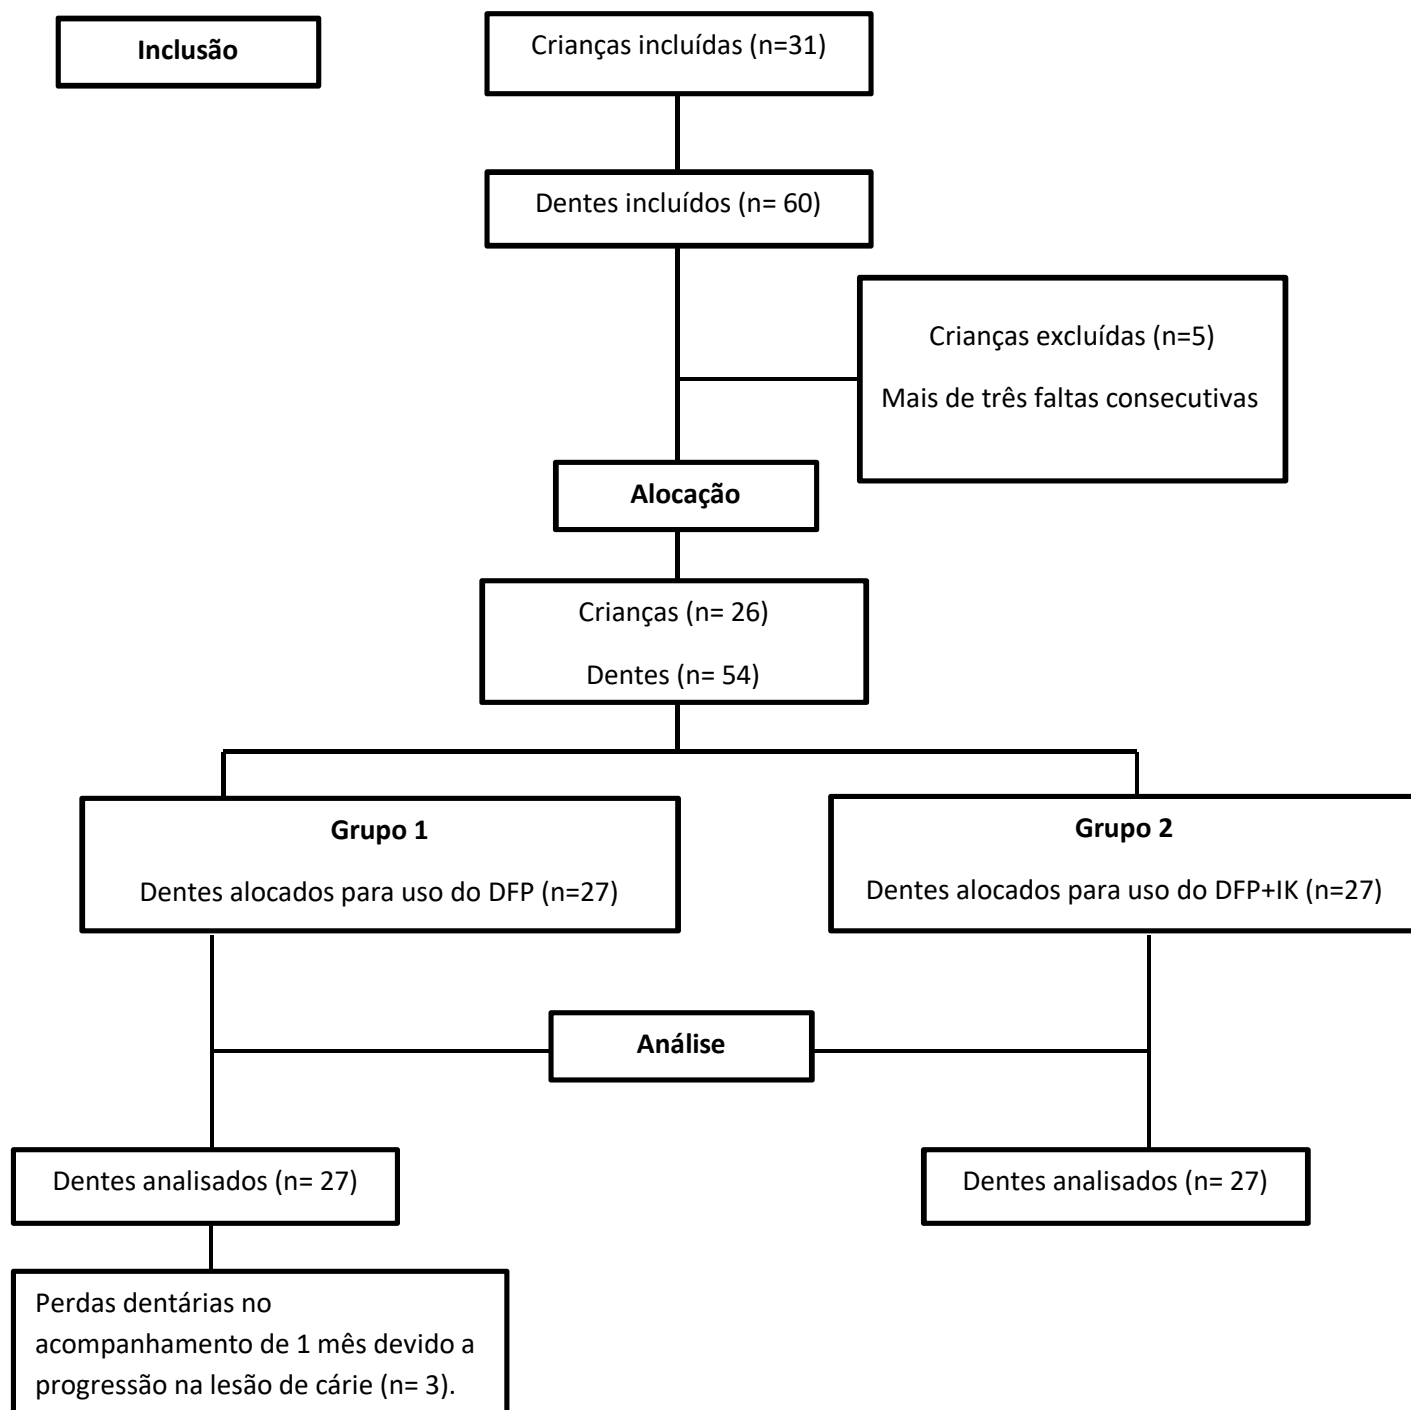 Inclusão
Crianças incluídas (n=31)
Dentes incluídos (n= 60)
Crianças excluídas (n=5)
Mais de três faltas consecutivas
Alocação
Crianças (n= 26)
Dentes (n= 54)
Grupo 1
Dentes alocados para uso do DFP (n=27)
Grupo 2
Dentes alocados para uso do DFP+IK (n=27)
Análise
Dentes analisados (n= 27)
Dentes analisados (n= 27)
Perdas dentárias no
acompanhamento de 1 mês devido a
progressão na lesão de cárie (n= 3).